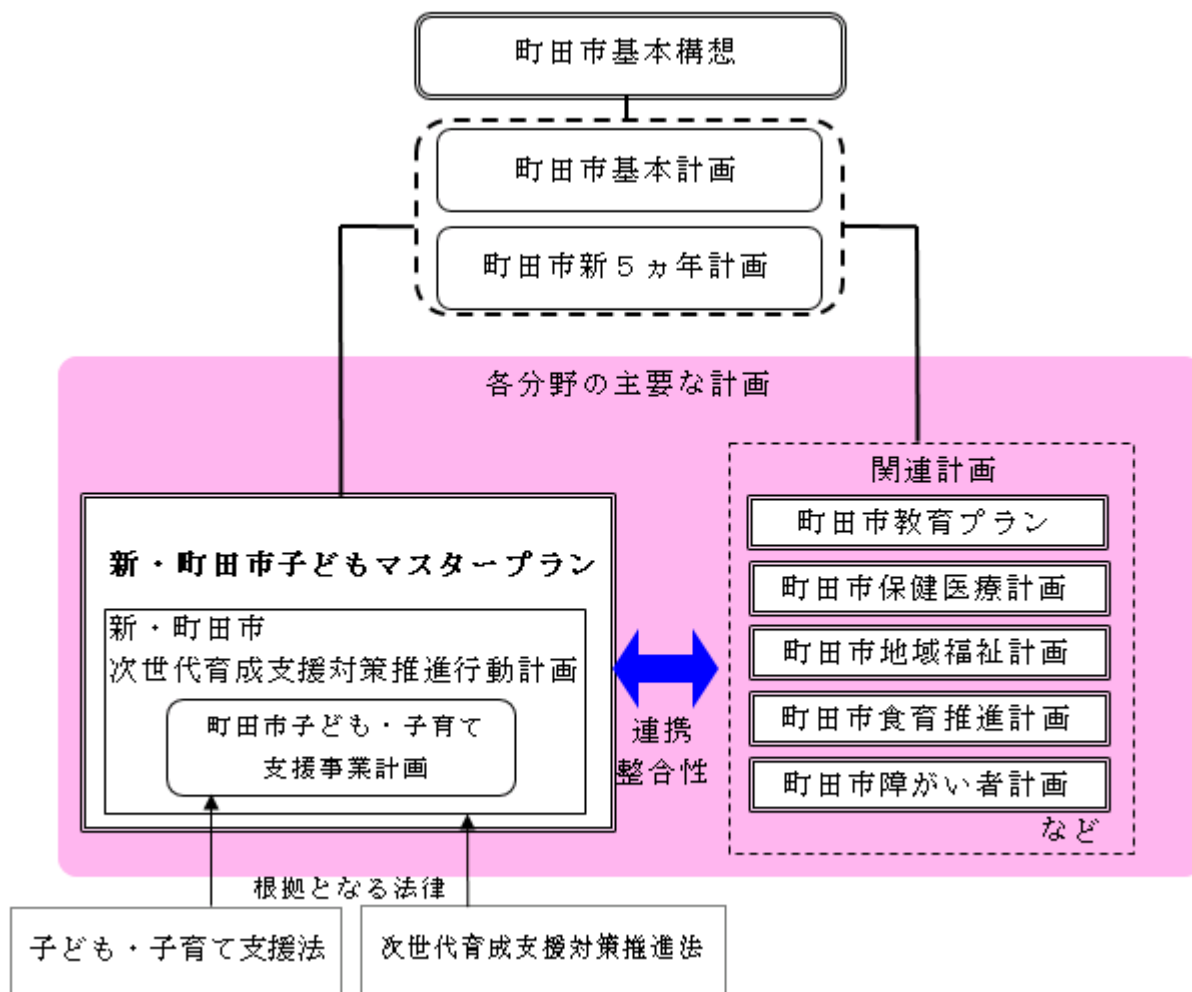 町田市基本構想
町田市基本計画
町田市新５ヵ年計画
各分野の主要な計画
新・町田市子どもマスタープラン
新・町田市
次世代育成支援対策推進行動計画
町田市子ども・子育て
支援事業計画
連携
整合性
関連計画
町田市教育プラン
町田市保健医療計画
町田市地域福祉計画
町田市食育推進計画
町田市障がい者計画
など
根拠となる法律
子ども・子育て支援法
次世代育成支援対策推進法